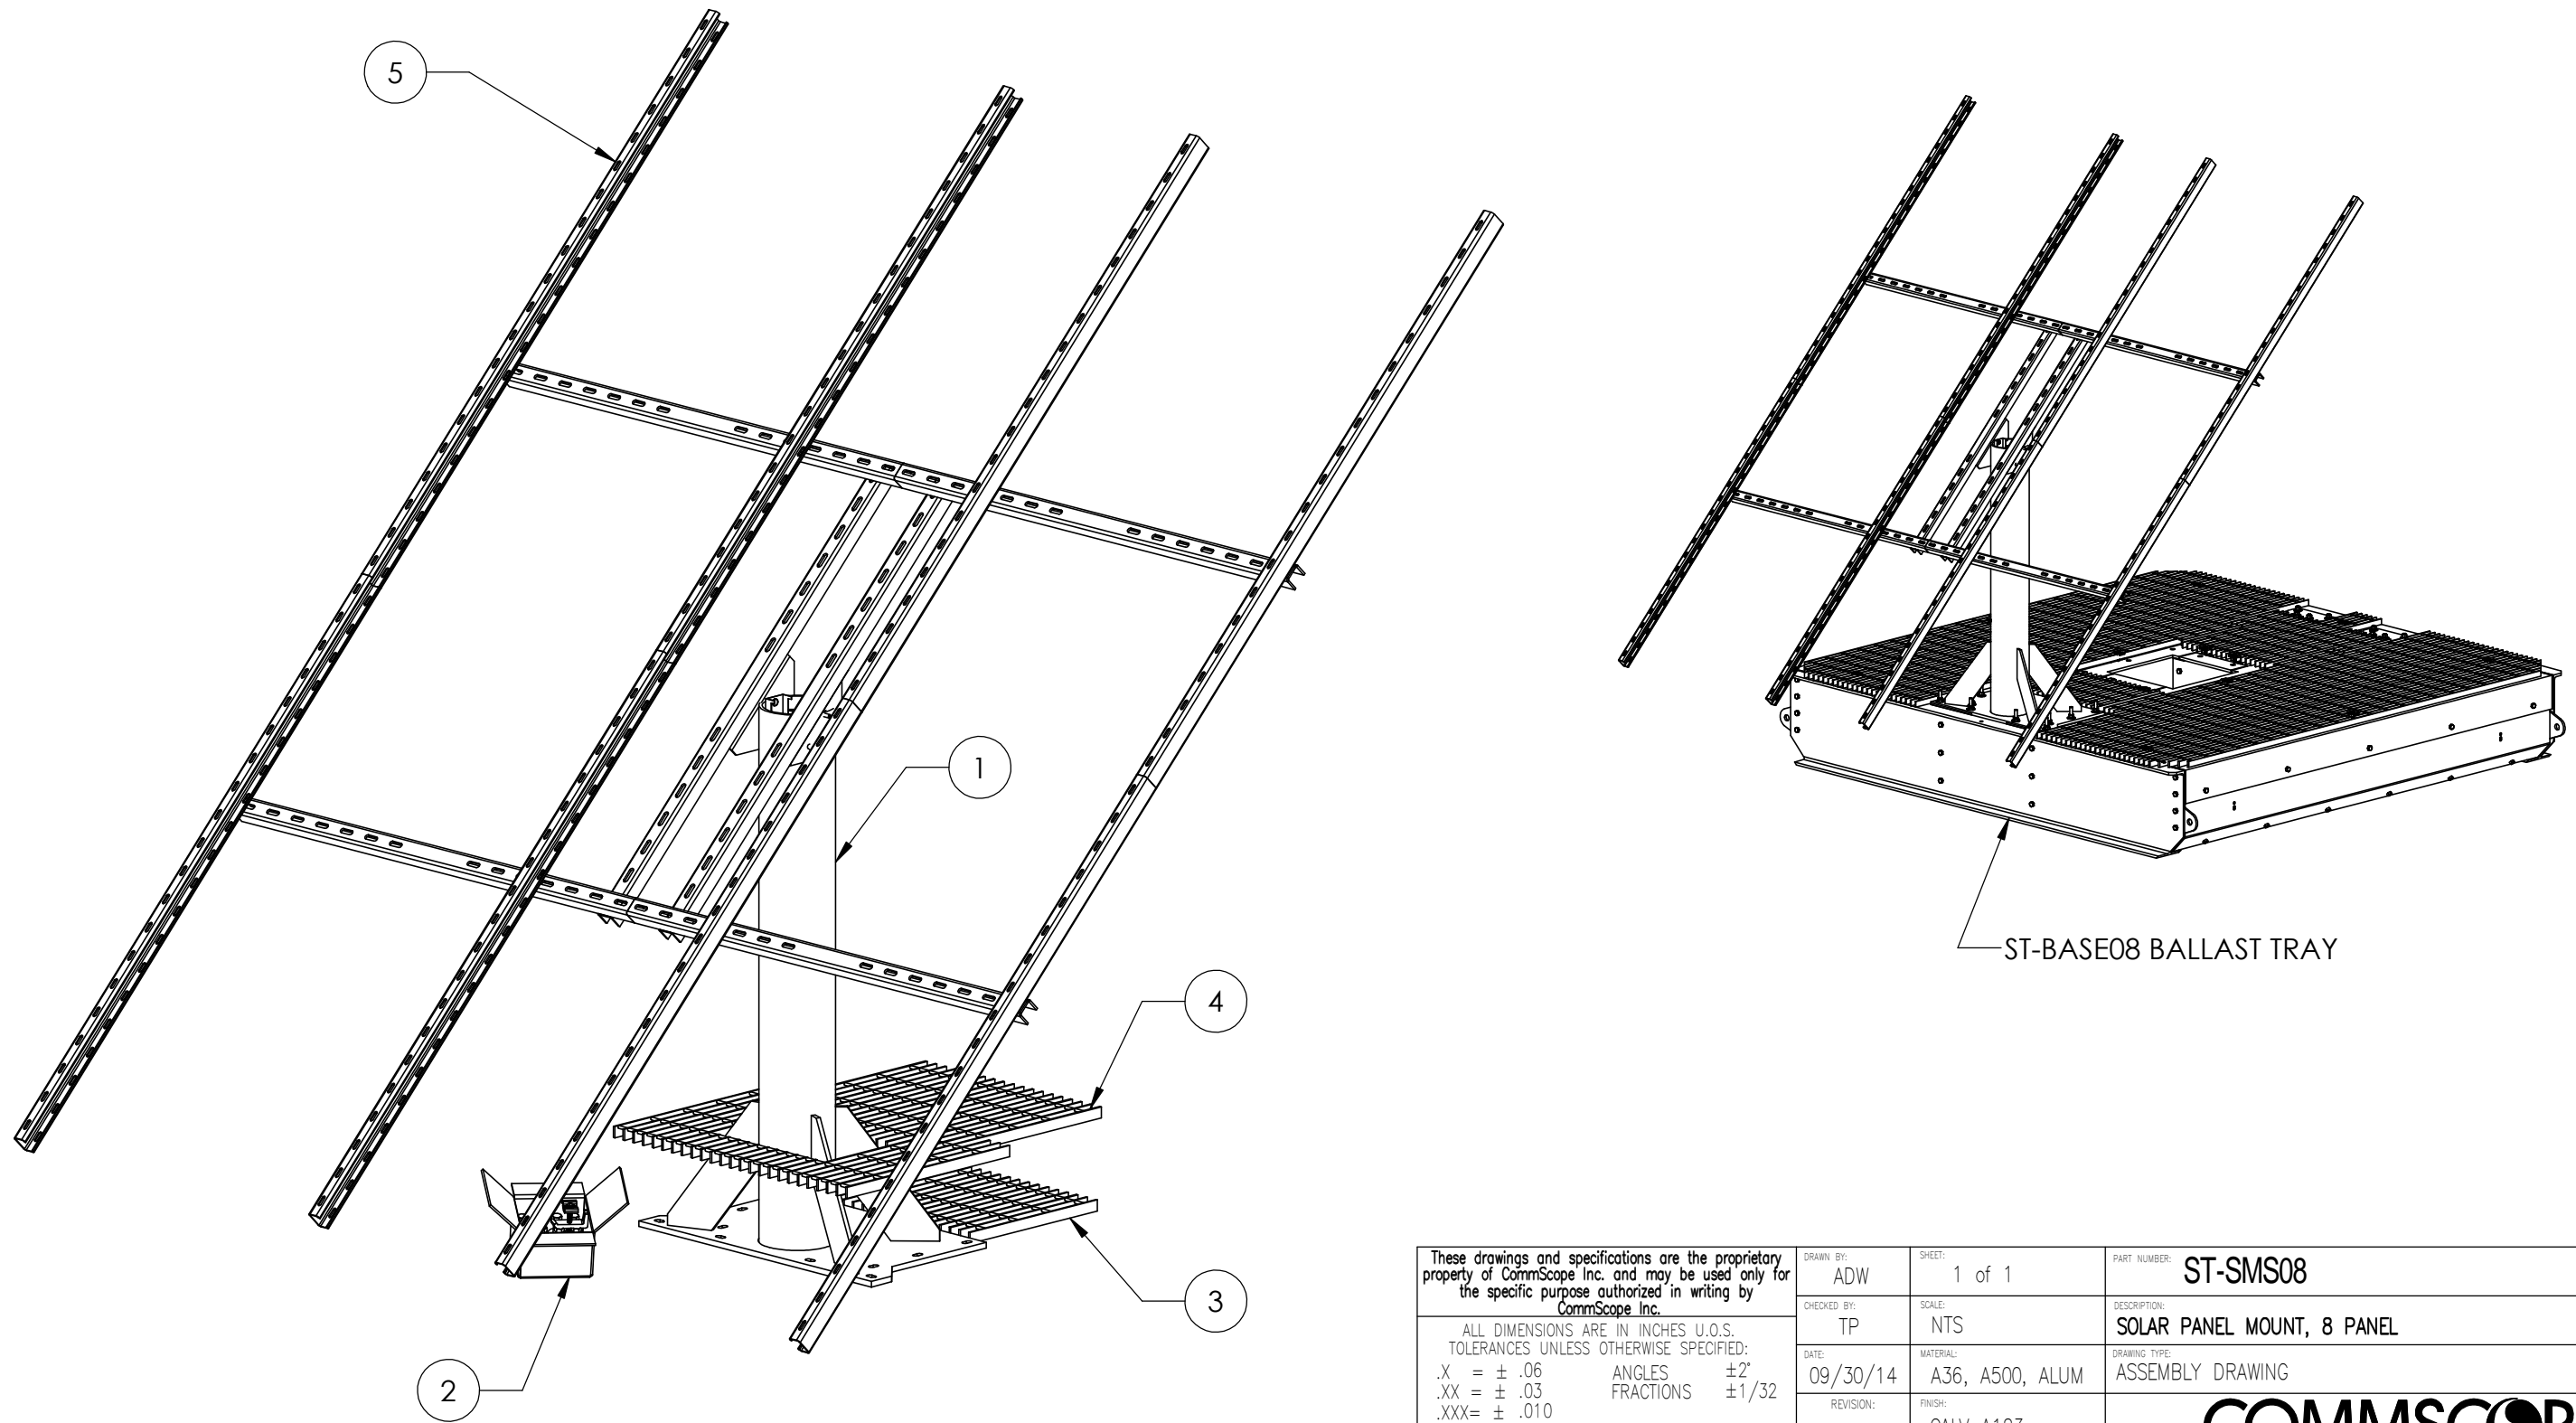 5
1
4
3
2
ST-BASE08 BALLAST TRAY
These drawings and specifications are the proprietary
property of CommScope Inc. and may be used only for
the specific purpose authorized in writing by
CommScope Inc.
ALL DIMENSIONS ARE IN INCHES U.O.S.
TOLERANCES UNLESS OTHERWISE SPECIFIED:
.X = ± .06 ANGLES ±2°
.XX = ± .03 FRACTIONS ±1/32
.XXX= ± .010
DRAWN BY:
ADW
SHEET:
1 of 1
PART NUMBER: ST-SMS08
CHECKED BY:
TP
SCALE:
NTS
DESCRIPTION:
SOLAR PANEL MOUNT, 8 PANEL
DATE:
09/30/14
MATERIAL:
A36, A500, ALUM
DRAWING TYPE:
ASSEMBLY DRAWING
REVISION:
FINISH: